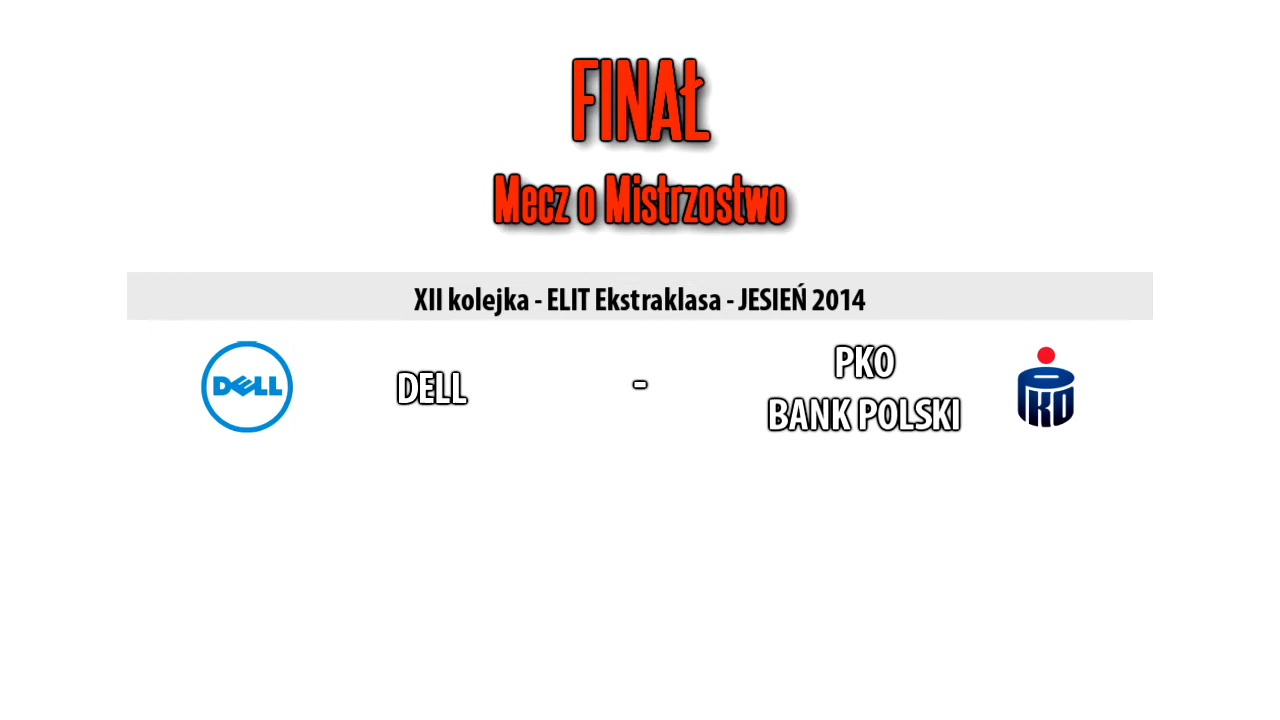 FINAŁ
Mecz o Mistrzostwo
XII kolejka - ELIT Ekstraklasa - JESIEŃ 2014
DELL
DELL
-
PKO
BANK POLSKI
PKO